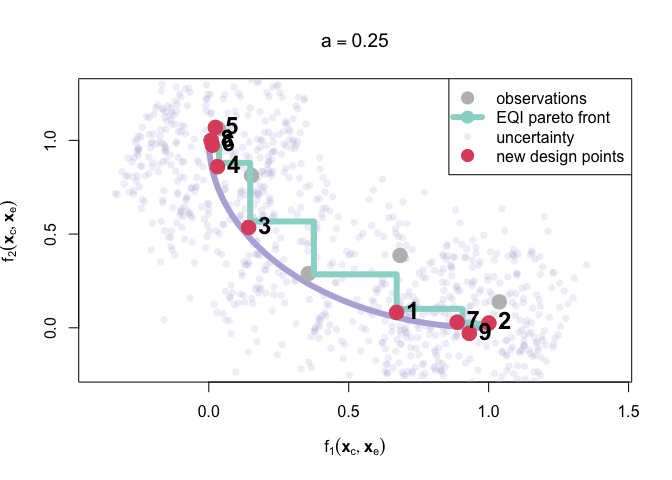 a = 0.25
observations
EQI pareto front
uncertainty
new design points
f2(xc, xe)
1.0
0.5
0.0
5
6
4
3
1
7
2
9
0.0 0.5 1.0 1.5
f1(xc, xe)